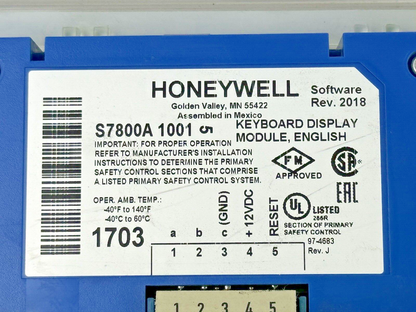 HONEYWELL
Golden Valley, MN 55422
Assembled in Mexico
Software
Rev. 2018
S7800A 1001 5
KEYBOARD DISPLAY
MODULE, ENGLISH
IMPORTANT: FOR PROPER OPERATION
REFER TO MANUFACTURER'S INSTALLATION
INSTRUCTIONS TO DETERMINE THE PRIMARY
SAFETY CONTROL SECTIONS THAT COMPRISE
A LISTED PRIMARY SAFETY CONTROL SYSTEM.
FM
APPROVED
SA
EAC
OPER. AMB. TEMP.:
-40°F to 140°F
-40°C to 60°C
1703
a b c (GND) + 12VDC RESET
1 2 3 4 5
UL LISTED
286R
SECTION OF PRIMARY
SAFETY CONTROL
97-4683
Rev. J
1 2 3 4 5